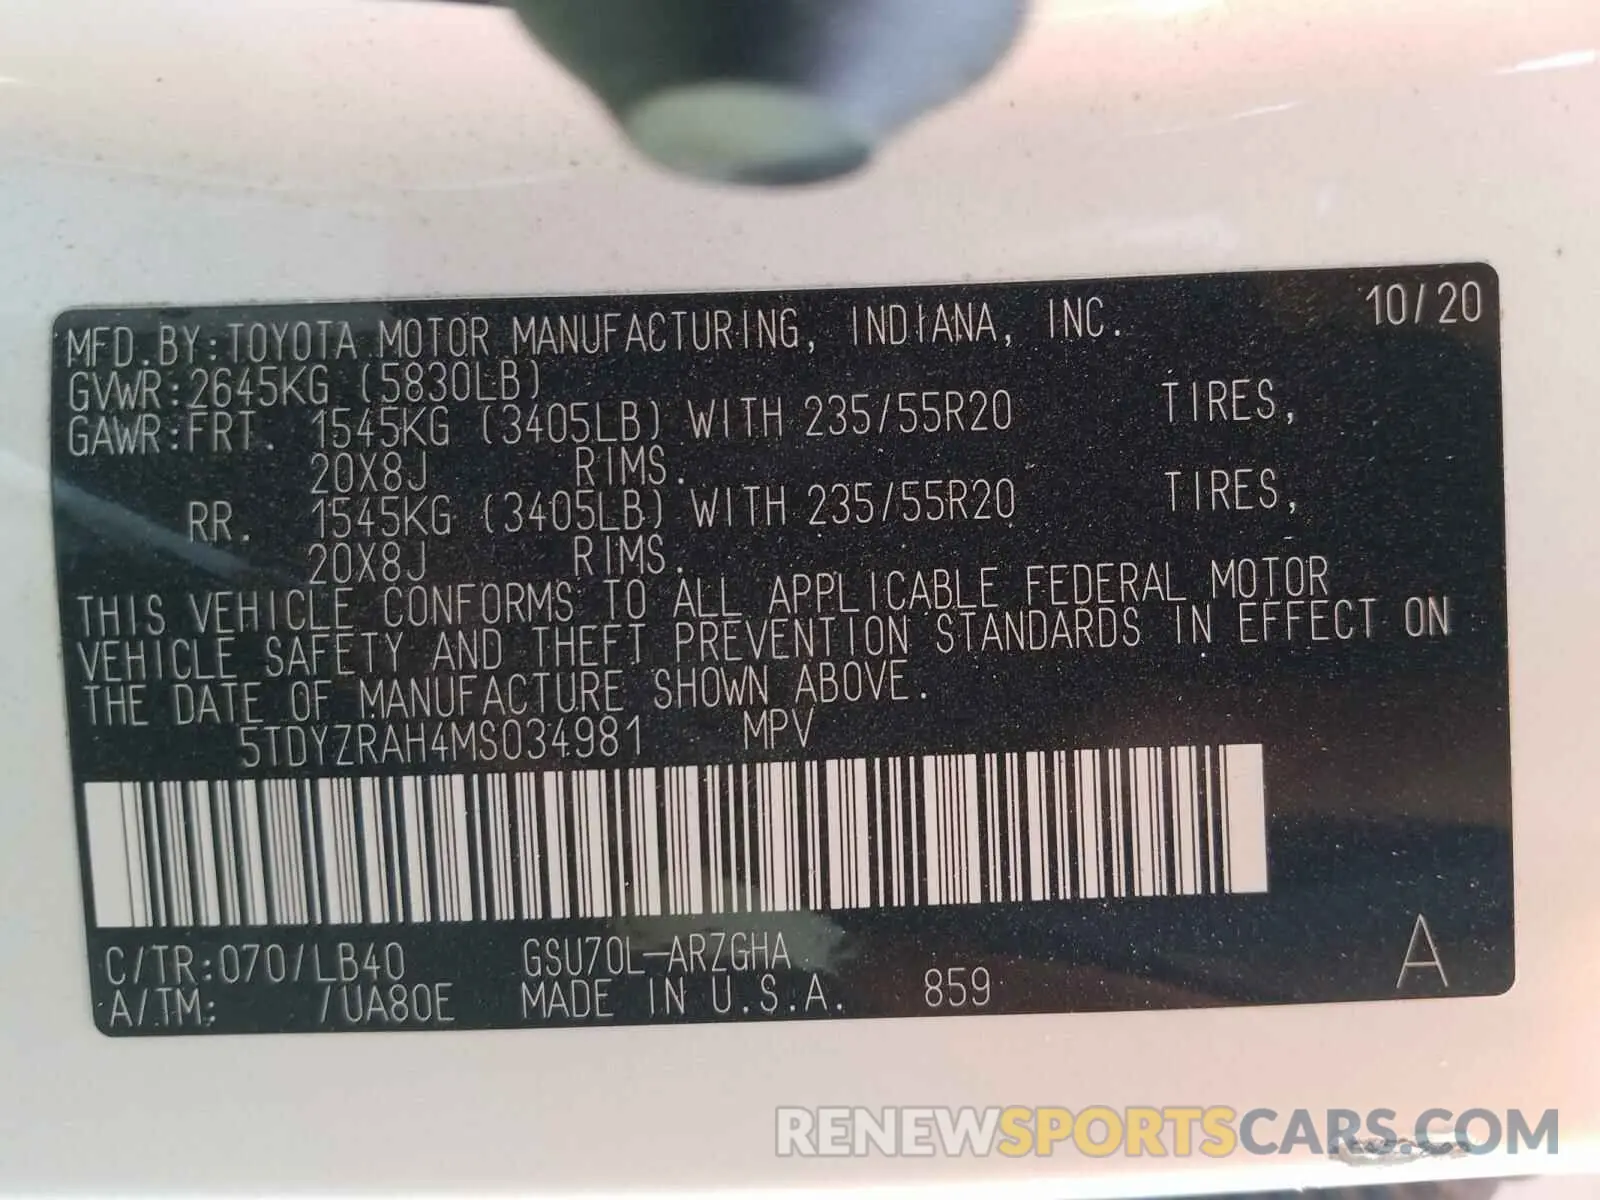 MFD.BY:TOYOTA MOTOR MANUFACTURING, INDIANA, INC. 10/20
GVWR:2645KG (5830LB)
GAWR:FRT. 1545KG (3405LB) WITH 235/55R20 TIRES,
20X8J RIMS.
RR. 1545KG (3405LB) WITH 235/55R20 TIRES,
20X8J RIMS.
THIS VEHICLE CONFORMS TO ALL APPLICABLE FEDERAL MOTOR
VEHICLE SAFETY AND THEFT PREVENTION STANDARDS IN EFFECT ON
THE DATE OF MANUFACTURE SHOWN ABOVE.
5TDYZRAH4MS034981 MPV
C/TR:070/LB40 GSU70L-ARZGHA A
A/TM: /UA80E MADE IN U.S.A. 859
RENEWSPORTSCARS.COM